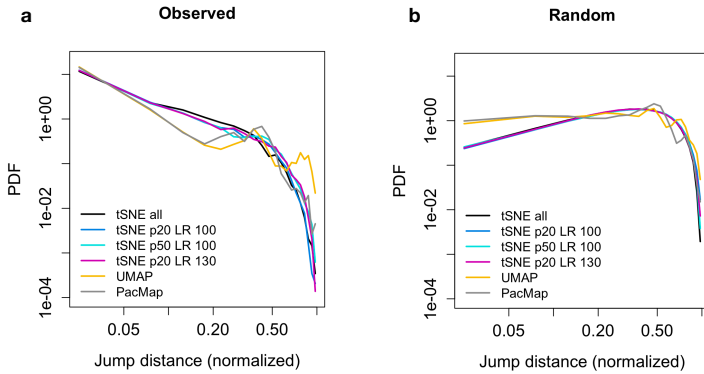 a
Observed
PDF
1e-04
1e-02
1e+00
tSNE all
tSNE p20 LR 100
tSNE p50 LR 100
tSNE p20 LR 130
UMAP
PacMap
0.05
0.20
0.50
Jump distance (normalized)
b
Random
PDF
1e-04
1e-02
1e+00
tSNE all
tSNE p20 LR 100
tSNE p50 LR 100
tSNE p20 LR 130
UMAP
PacMap
0.05
0.20
0.50
Jump distance (normalized)